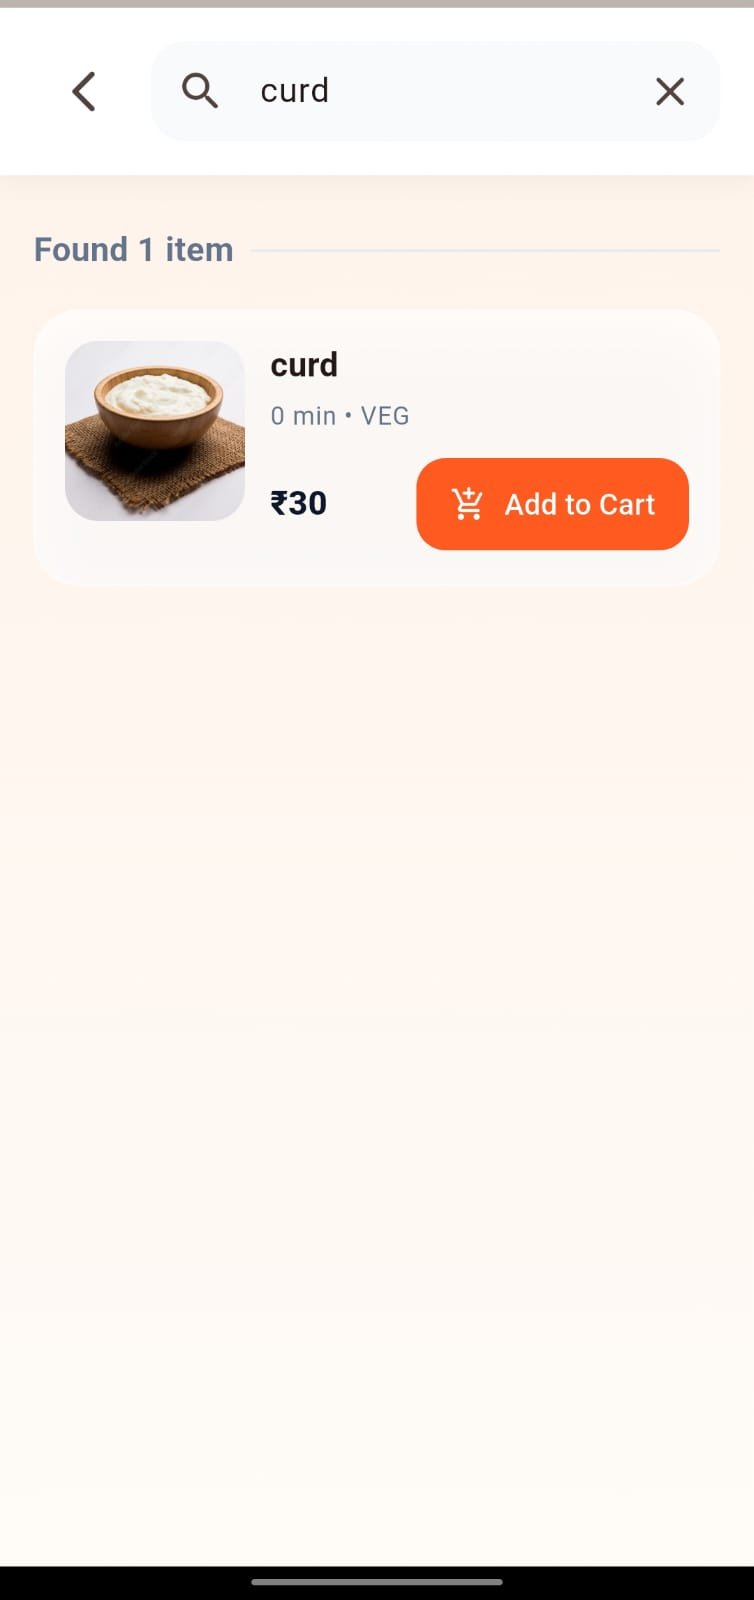 curd
Found 1 item
curd
0 min • VEG
₹30
Add to Cart